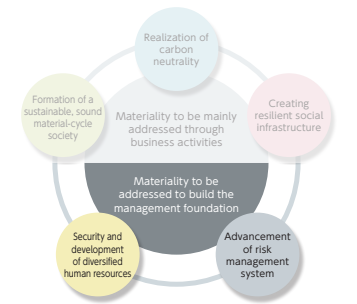 Realization of
carbon
neutrality
Formation of a
sustainable, sound
material-cycle
society
Materiality to be mainly
addressed through
business activities
Creating
resilient social
infrastructure
Materiality to be
addressed to build the
management foundation
Security and
development
of diversified
human resources
Advancement
of risk
management
system